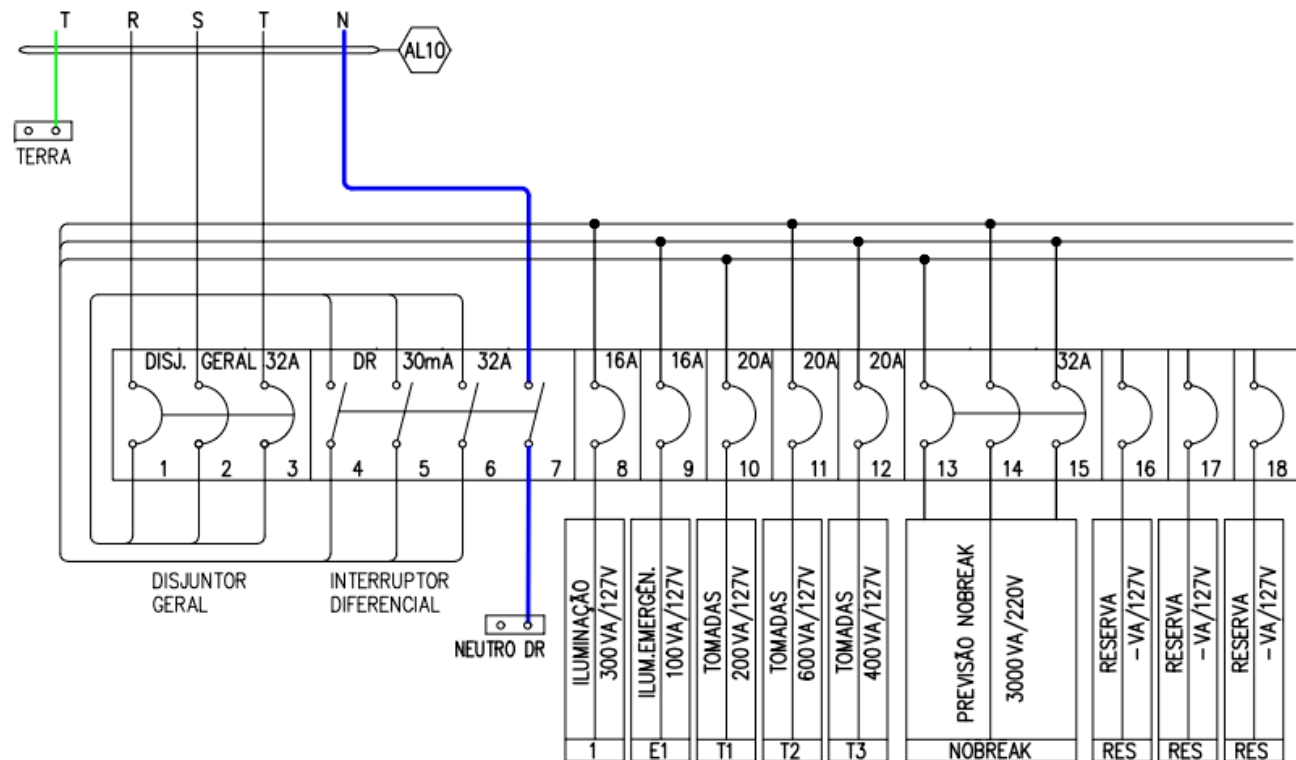 T R S T N
AL10
TERRA
DISJ. GERAL 32A
DR 30mA 32A
16A
16A
20A
20A
20A
32A
1 2 3 4 5 6 7 8 9 10 11 12 13 14 15 16 17 18
DISJUNTOR
GERAL
INTERRUPTOR
DIFERENCIAL
NEUTRO DR
ILUMINAÇÃO
300VA/127V
1
ILUM.EMERGÊN.
100VA/127V
E1
TOMADAS
200VA/127V
T1
TOMADAS
600VA/127V
T2
TOMADAS
400VA/127V
T3
PREVISÃO NOBREAK
3000VA/220V
NOBREAK
RESERVA
-VA/127V
RES
RESERVA
-VA/127V
RES
RESERVA
-VA/127V
RES